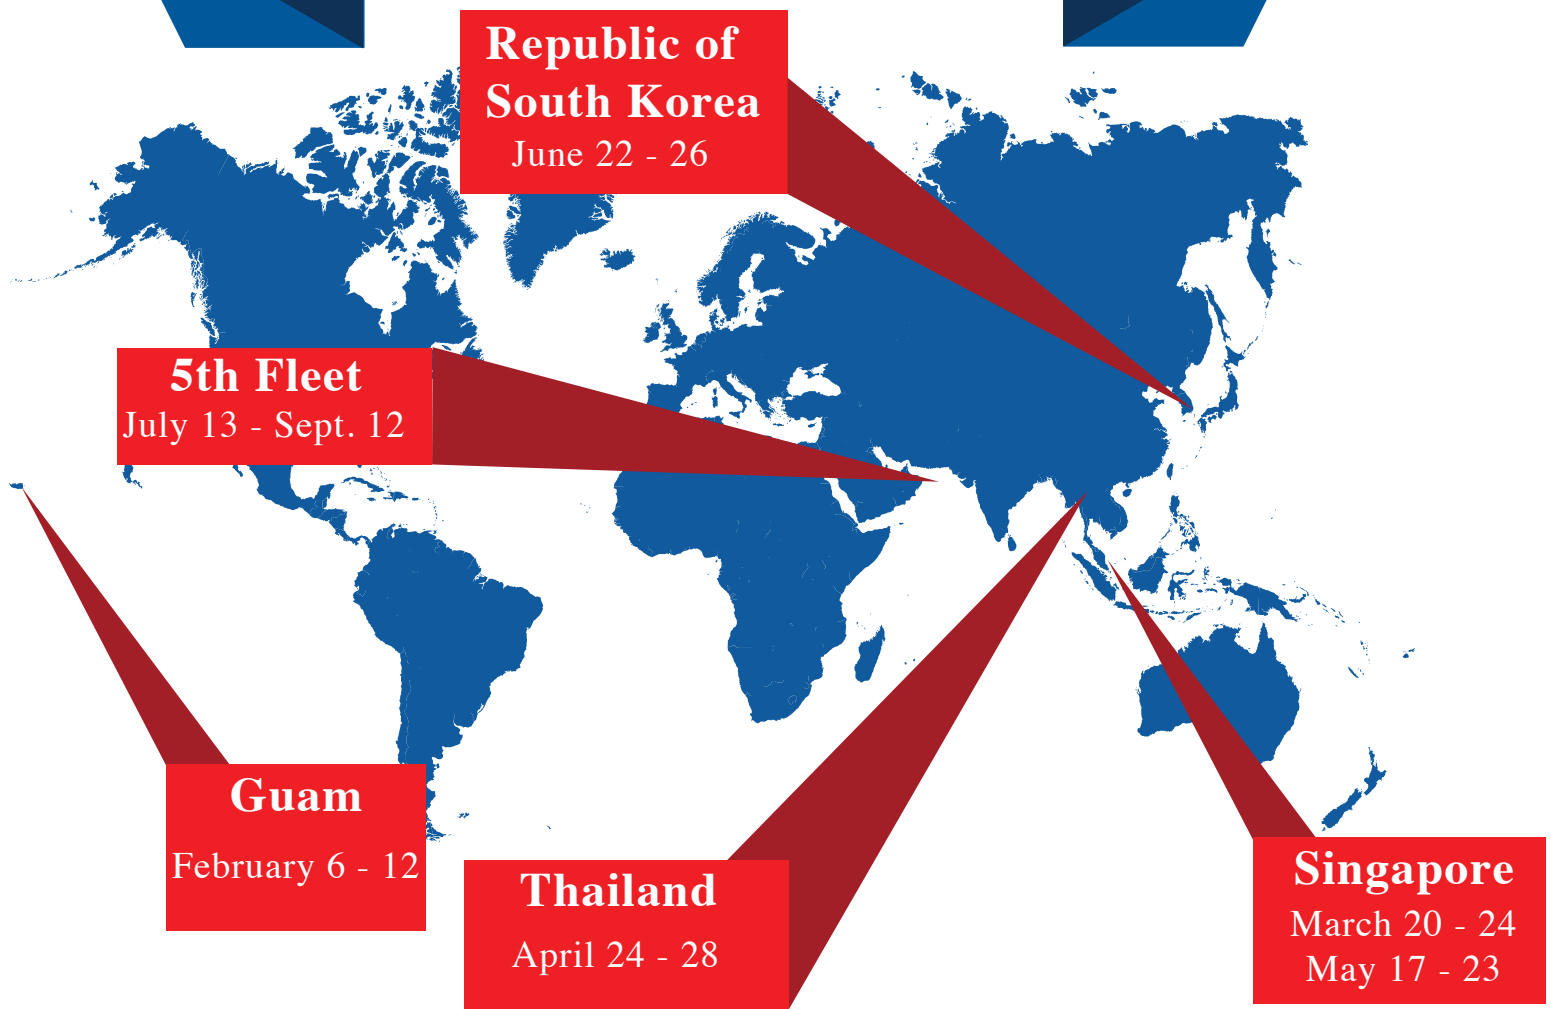 Republic of
South Korea
June 22 - 26
5th Fleet
July 13 - Sept. 12
Guam
February 6 - 12
Thailand
April 24 - 28
Singapore
March 20 - 24
May 17 - 23